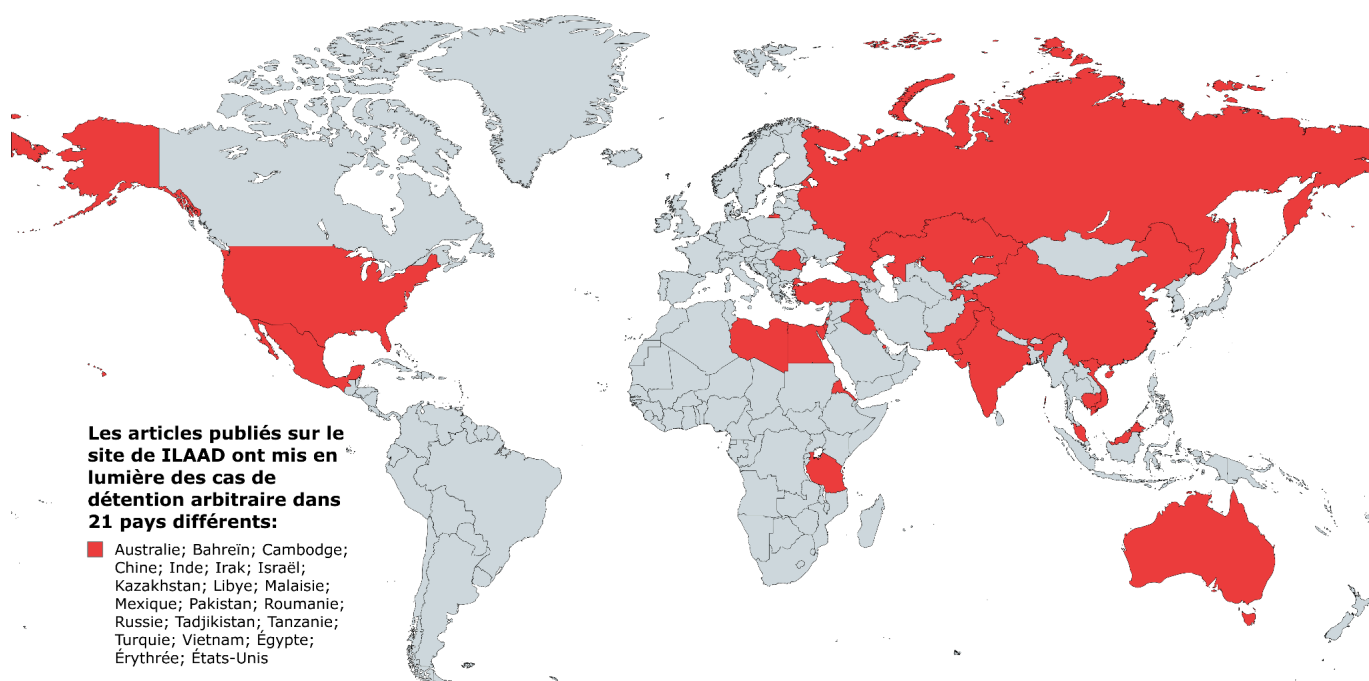 Les articles publiés sur le
site de ILAAD ont mis en
lumière des cas de
détention arbitraire dans
21 pays différents:
Australie; Bahreïn; Cambodge;
Chine; Inde; Irak; Israël;
Kazakhstan; Libye; Malaisie;
Mexique; Pakistan; Roumanie;
Russie; Tadjikistan; Tanzanie;
Turquie; Vietnam; Égypte;
Érythrée; États-Unis